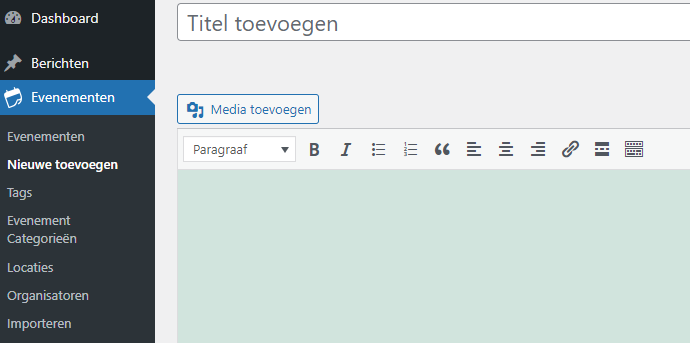 Dashboard
Berichten
Evenementen
Evenementen
Nieuwe toevoegen
Tags
Evenement
Categorieën
Locaties
Organisatoren
Importeren
Titel toevoegen
Media toevoegen
Paragraaf